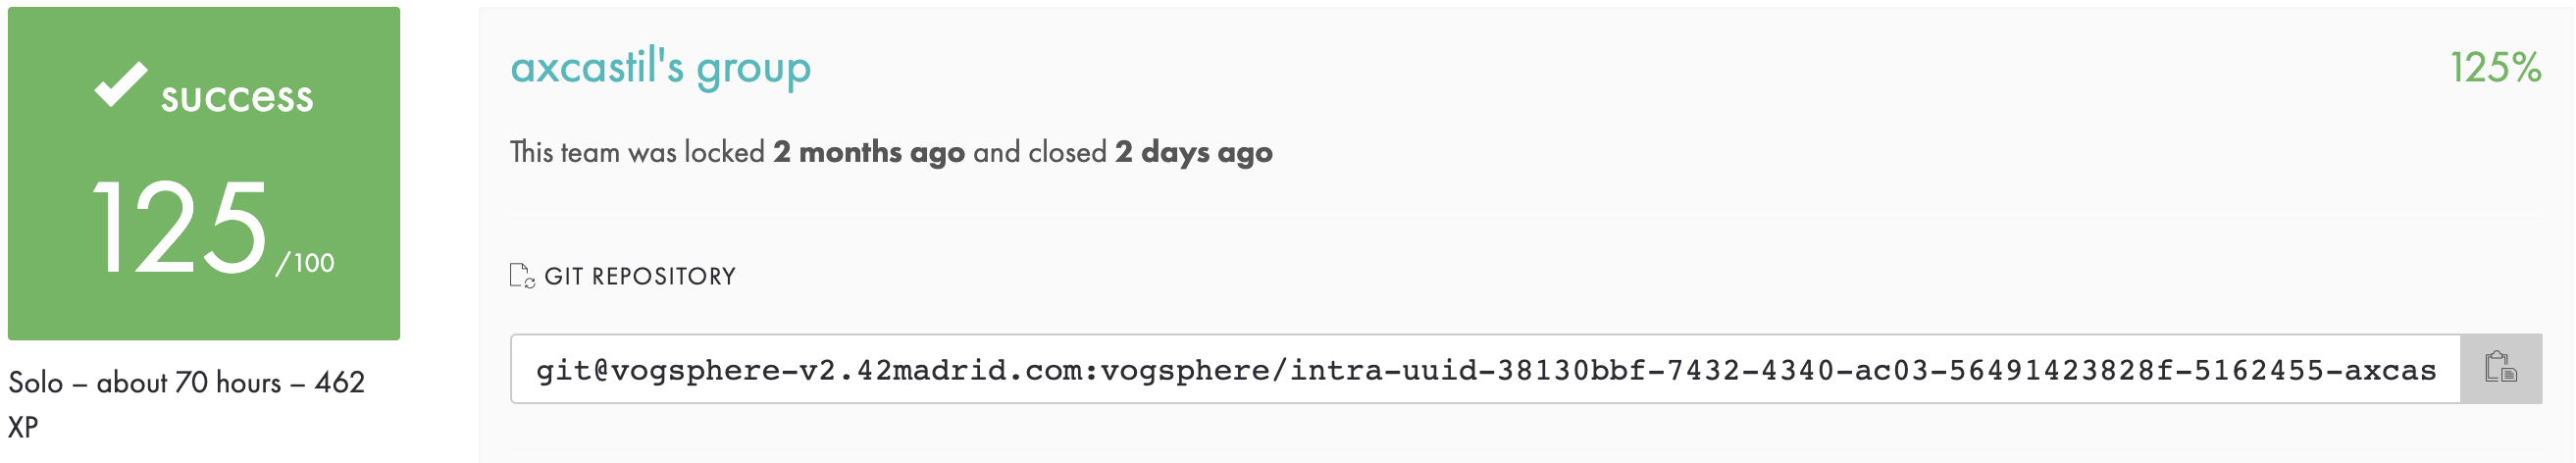 success
125/100
Solo – about 70 hours – 462
XP
axcastil's group
125%
This team was locked 2 months ago and closed 2 days ago
GIT REPOSITORY
git@vogsphere-v2.42madrid.com:vogsphere/intra-uuid-38130bbf-7432-4340-ac03-56491423828f-5162455-axcas